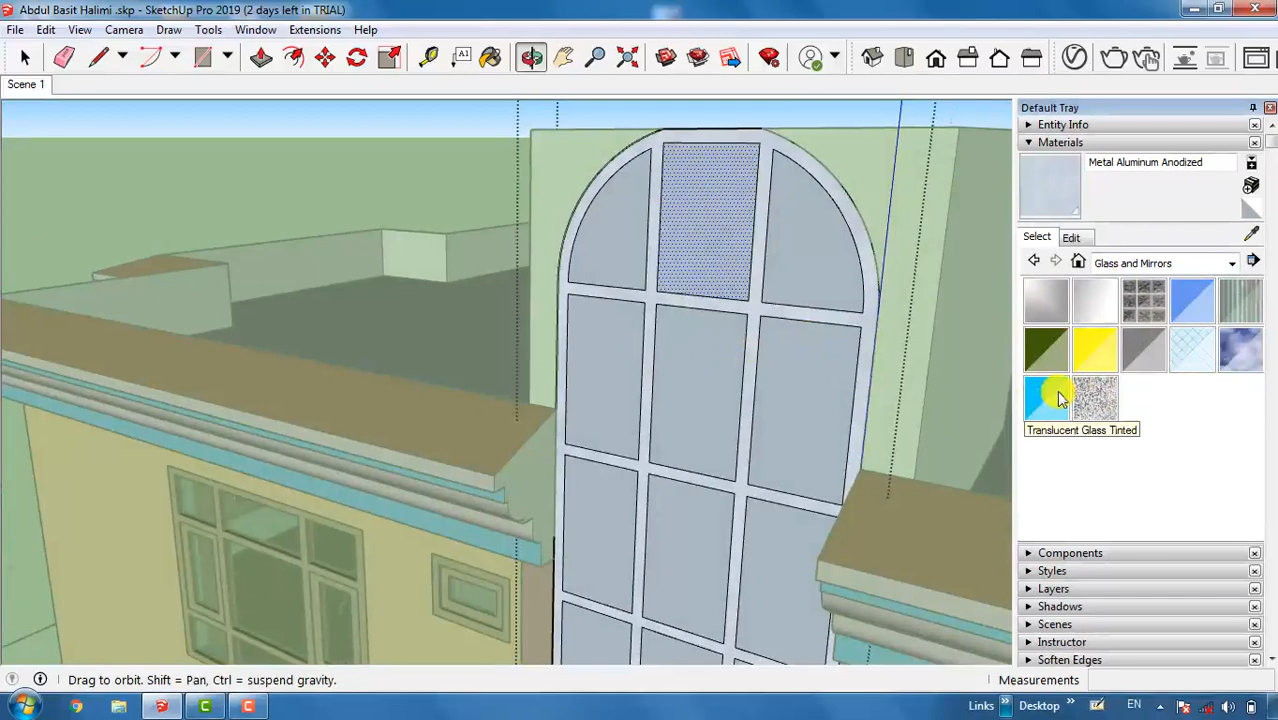 Abdul Basit Halimi .skp - SketchUp Pro 2019 (2 days left in TRIAL)
File Edit View Camera Draw Tools Window Extensions Help
A1
Scene 1
Default Tray
Entity Info
Materials
Metal Aluminum Anodized
Select Edit
Glass and Mirrors
Translucent Glass Tinted
Components
Styles
Layers
Shadows
Scenes
Instructor
Soften Edges
Drag to orbit. Shift = Pan, Ctrl = suspend gravity.
Measurements
Links » Desktop » EN